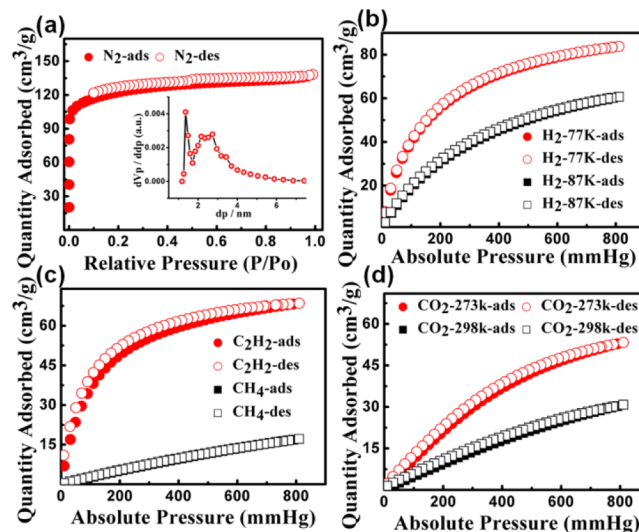 (a)
Quantity Adsorbed (cm³/g)
150
120
90
60
30
N₂-ads N₂-des
dVp / ddp (a.u.)
0.004
0.002
0.000
2 4 6
dp / nm
0.0 0.2 0.4 0.6 0.8 1.0
Relative Pressure (P/Po)
(b)
Quantity Adsorbed (cm³/g)
80
60
40
20
H₂-77K-ads
H₂-77K-des
H₂-87K-ads
H₂-87K-des
0 200 400 600 800
Absolute Pressure (mmHg)
(c)
Quantity Adsorbed (cm³/g)
60
45
30
15
C₂H₂-ads
C₂H₂-des
CH₄-ads
CH₄-des
0 200 400 600 800
Absolute Pressure (mmHg)
(d)
Quantity Adsorbed (cm³/g)
60
45
30
15
CO₂-273k-ads CO₂-273k-des
CO₂-298k-ads CO₂-298k-des
0 200 400 600 800
Absolute Pressure (mmHg)